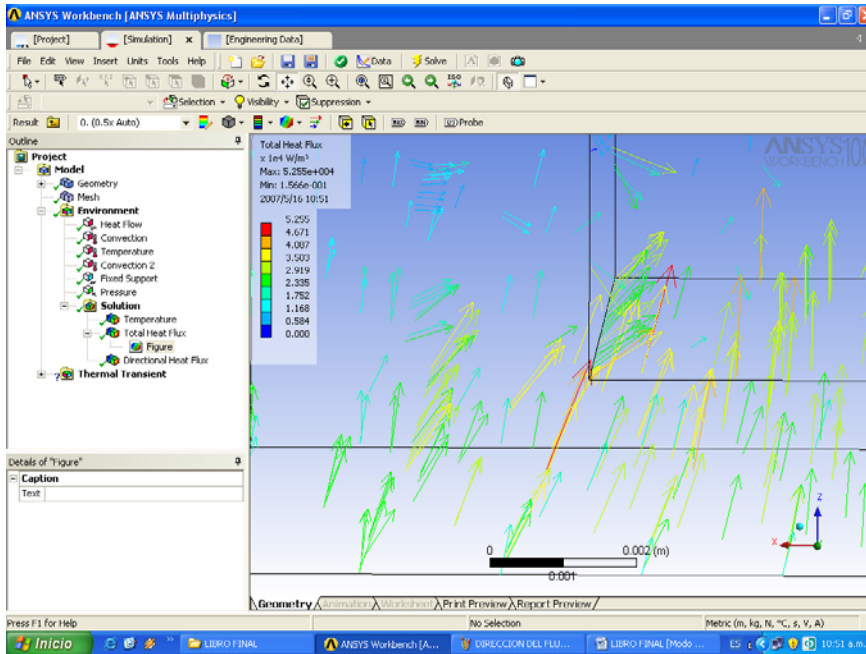 ANSYS Workbench [ANSYS Multiphysics]
[Project] [Simulation] [Engineering Data]
File Edit View Insert Units Tools Help Data Solve
ISO
Selection Visibility Suppression
Result 0. (0.5x Auto) MAX MIN Probe
Outline
Project
Model
Geometry
Mesh
Environment
Heat Flow
Convection
Temperature
Convection 2
Fixed Support
Pressure
Solution
Temperature
Total Heat Flux
Figure
Directional Heat Flux
Thermal Transient
Details of "Figure"
Caption
Text
Total Heat Flux
x 1e4 W/m²
Max: 5.255e+004
Min: 1.566e-001
2007/5/16 10:51
5.255
4.671
4.087
3.503
2.919
2.335
1.752
1.168
0.584
0.000
ANSYS
WORKBENCH
0 0.002 (m)
0.001
Z
X
Geometry Animation Worksheet Print Preview Report Preview
Press F1 for Help No Selection Metric (m, kg, N, °C, s, V, A)
Inicio LIBRO FINAL ANSYS Workbench [A... DIRECCION DEL FLU... LIBRO FINAL [Modo ... ES 10:51 a.m.